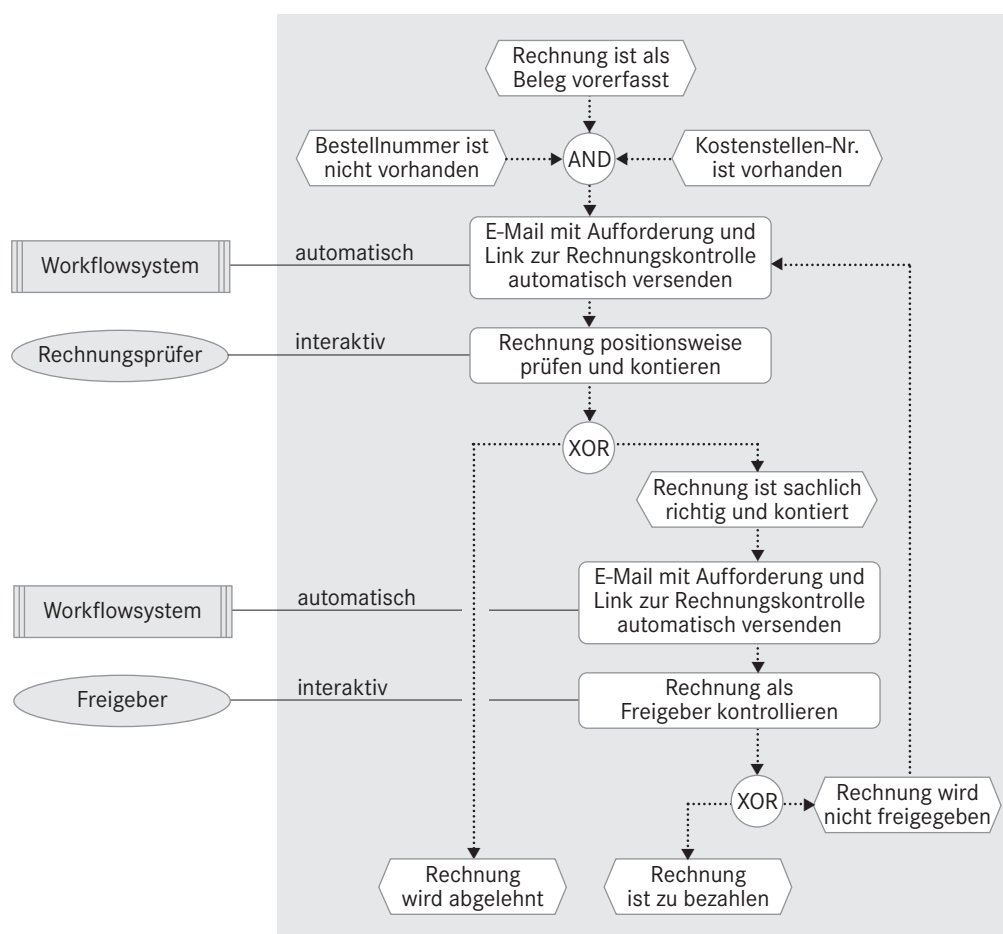 Rechnung ist als
Beleg vorerfasst
Bestellnummer ist
nicht vorhanden
AND
Kostenstellen-Nr.
ist vorhanden
Workflowsystem
automatisch
E-Mail mit Aufforderung und
Link zur Rechnungskontrolle
automatisch versenden
Rechnungsprüfer
interaktiv
Rechnung positionsweise
prüfen und kontieren
XOR
Rechnung ist sachlich
richtig und kontiert
Workflowsystem
automatisch
E-Mail mit Aufforderung und
Link zur Rechnungskontrolle
automatisch versenden
Freigeber
interaktiv
Rechnung als
Freigeber kontrollieren
XOR
Rechnung wird
nicht freigegeben
Rechnung
wird abgelehnt
Rechnung
ist zu bezahlen